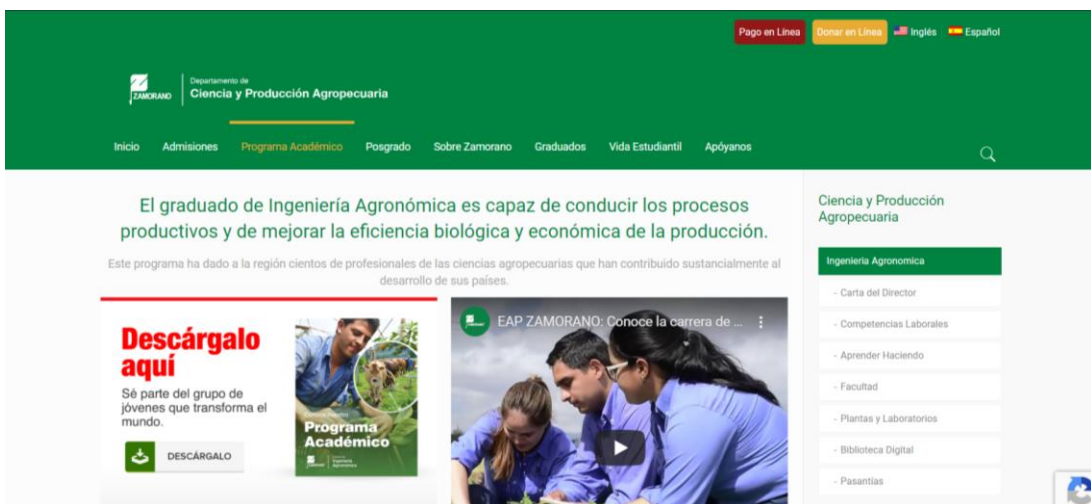 Pago en Línea
Donar en Línea
Inglés
Español
ZAMORANO
Departamento de
Ciencia y Producción Agropecuaria
Inicio
Admisiones
Programa Académico
Posgrado
Sobre Zamorano
Graduados
Vida Estudiantil
Apóyanos
El graduado de Ingeniería Agronómica es capaz de conducir los procesos
productivos y de mejorar la eficiencia biológica y económica de la producción.
Este programa ha dado a la región cientos de profesionales de las ciencias agropecuarias que han contribuido sustancialmente al
desarrollo de sus países.
Descárgalo
aquí
Sé parte del grupo de
jóvenes que transforma el
mundo.
DESCÁRGALO
Programa
Académico
EAP ZAMORANO: Conoce la carrera de ...
Ciencia y Producción
Agropecuaria
Ingenieria Agronomica
- Carta del Director
- Competencias Laborales
- Aprender Haciendo
- Facultad
- Plantas y Laboratorios
- Biblioteca Digital
- Pasantías